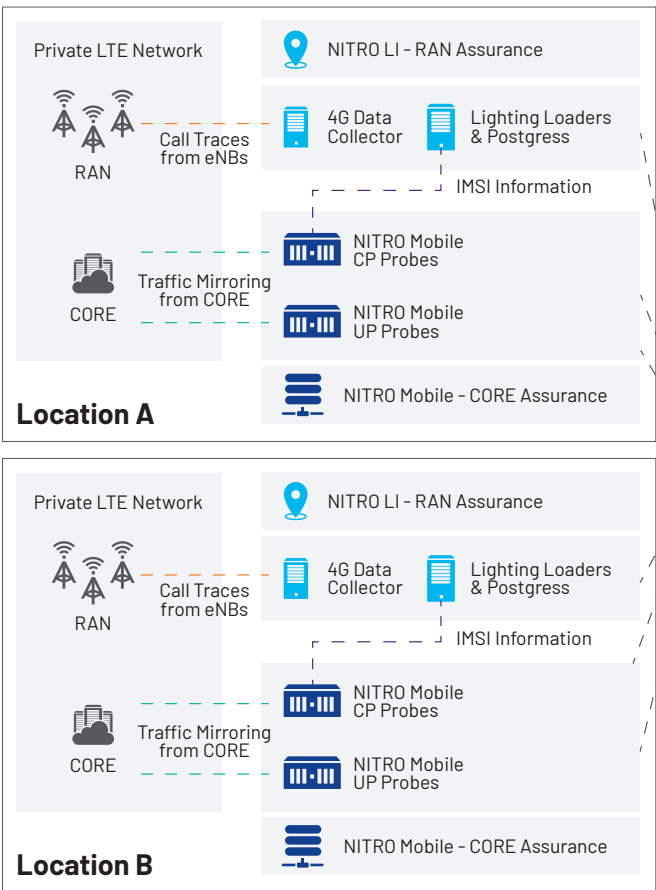 Private LTE Network
NITRO LI - RAN Assurance
RAN
Call Traces
from eNBs
4G Data
Collector
Lighting Loaders
& Postgress
IMSI Information
CORE
Traffic Mirroring
from CORE
NITRO Mobile
CP Probes
NITRO Mobile
UP Probes
NITRO Mobile - CORE Assurance
Location A
Private LTE Network
NITRO LI - RAN Assurance
RAN
Call Traces
from eNBs
4G Data
Collector
Lighting Loaders
& Postgress
IMSI Information
CORE
Traffic Mirroring
from CORE
NITRO Mobile
CP Probes
NITRO Mobile
UP Probes
NITRO Mobile - CORE Assurance
Location B